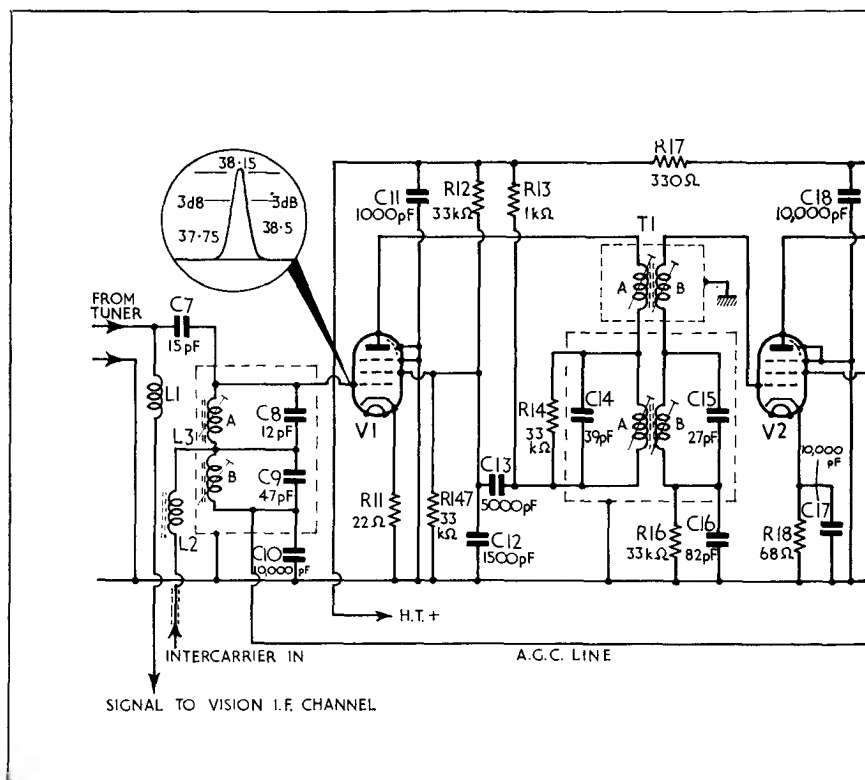 38·15
3dB
3dB
37·75
38·5
FROM
TUNER
C7
15pF
L1
L3
A
B
C8
12pF
C9
47pF
L2
C10
10,000pF
V1
R11
22Ω
R147
33
kΩ
C11
1000pF
R12
33kΩ
R13
1kΩ
C13
5000pF
C12
1500pF
R14
33
kΩ
C14
39pF
T1
A
B
A
B
C15
27pF
R16
33kΩ
C16
82pF
R17
330Ω
C18
10,000pF
V2
10,000
pF
C17
R18
68Ω
H.T.+
INTERCARRIER IN
A.G.C. LINE
SIGNAL TO VISION I.F. CHANNEL